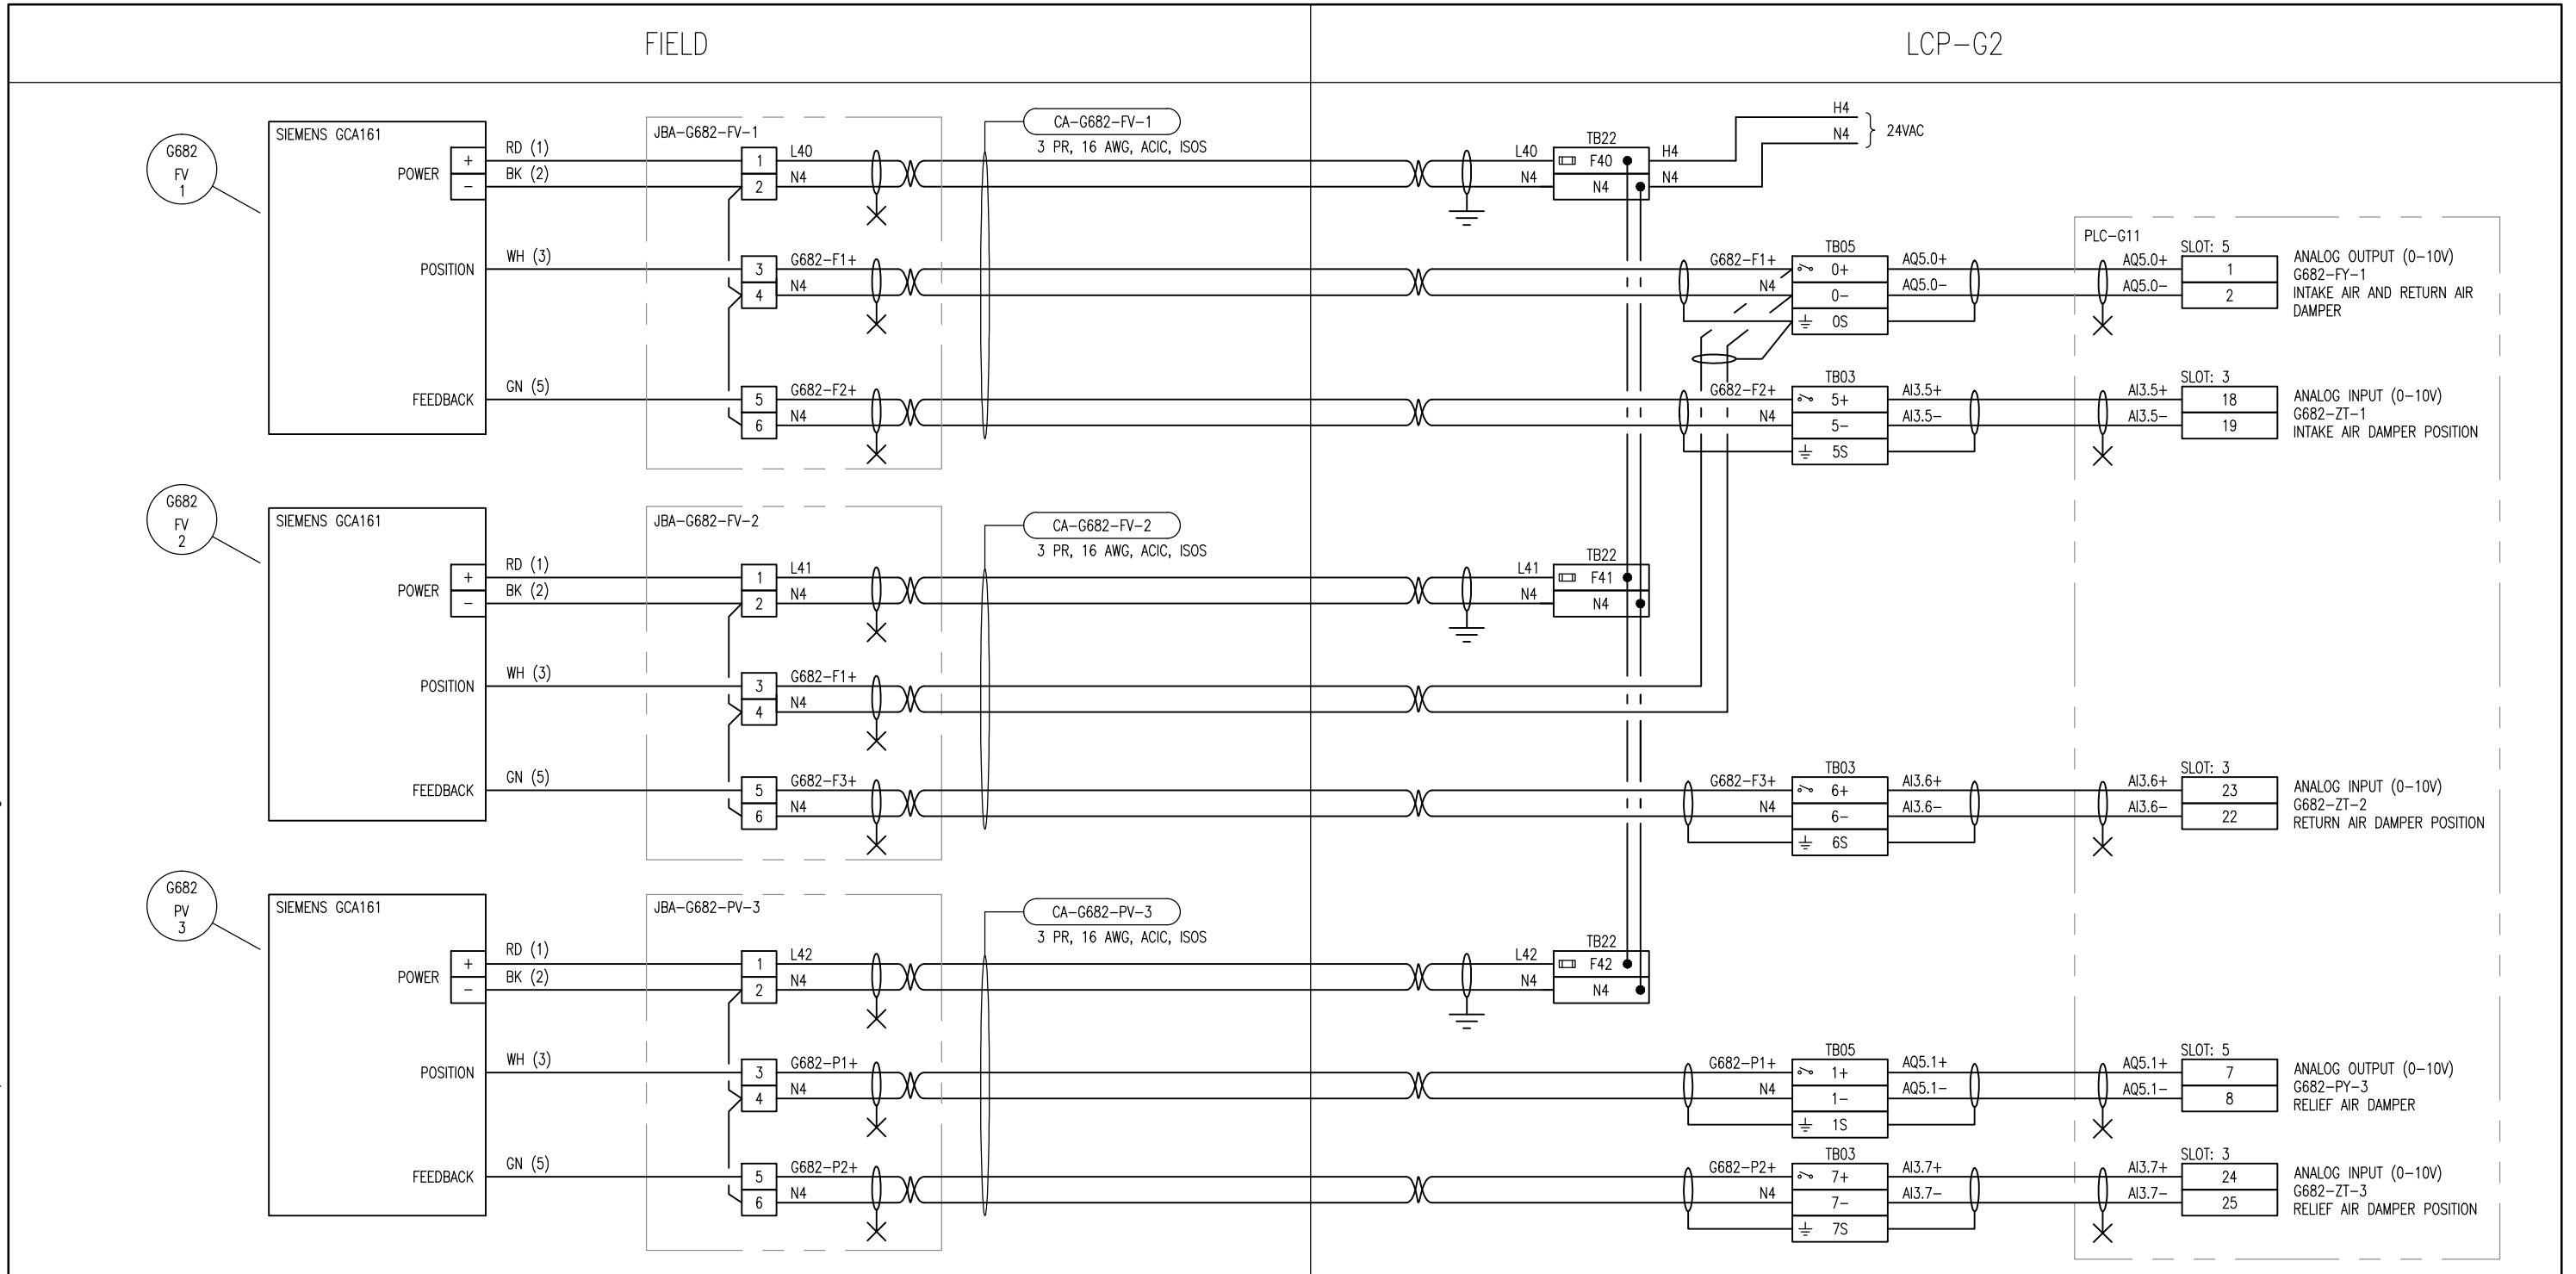 FIELD
LCP-G2
G682
FV
1
SIEMENS GCA161
POWER
+
−
RD (1)
BK (2)
POSITION
WH (3)
FEEDBACK
GN (5)
JBA-G682-FV-1
1 L40
2 N4
3 G682-F1+
4 N4
5 G682-F2+
6 N4
CA-G682-FV-1
3 PR, 16 AWG, ACIC, ISOS
TB22
L40 F40 H4
N4 N4 N4
H4
N4
24VAC
TB05
G682-F1+ 0+ AQ5.0+
N4 0- AQ5.0-
0S
TB03
G682-F2+ 5+ AI3.5+
N4 5- AI3.5-
5S
PLC-G11
SLOT: 5
AQ5.0+ 1
AQ5.0- 2
ANALOG OUTPUT (0-10V)
G682-FY-1
INTAKE AIR AND RETURN AIR
DAMPER
SLOT: 3
AI3.5+ 18
AI3.5- 19
ANALOG INPUT (0-10V)
G682-ZT-1
INTAKE AIR DAMPER POSITION
G682
FV
2
SIEMENS GCA161
POWER
+
−
RD (1)
BK (2)
POSITION
WH (3)
FEEDBACK
GN (5)
JBA-G682-FV-2
1 L41
2 N4
3 G682-F1+
4 N4
5 G682-F3+
6 N4
CA-G682-FV-2
3 PR, 16 AWG, ACIC, ISOS
TB22
L41 F41
N4 N4
TB03
G682-F3+ 6+ AI3.6+
N4 6- AI3.6-
6S
SLOT: 3
AI3.6+ 23
AI3.6- 22
ANALOG INPUT (0-10V)
G682-ZT-2
RETURN AIR DAMPER POSITION
G682
PV
3
SIEMENS GCA161
POWER
+
−
RD (1)
BK (2)
POSITION
WH (3)
FEEDBACK
GN (5)
JBA-G682-PV-3
1 L42
2 N4
3 G682-P1+
4 N4
5 G682-P2+
6 N4
CA-G682-PV-3
3 PR, 16 AWG, ACIC, ISOS
TB22
L42 F42
N4 N4
TB05
G682-P1+ 1+ AQ5.1+
N4 1- AQ5.1-
1S
TB03
G682-P2+ 7+ AI3.7+
N4 7- AI3.7-
7S
SLOT: 5
AQ5.1+ 7
AQ5.1- 8
ANALOG OUTPUT (0-10V)
G682-PY-3
RELIEF AIR DAMPER
SLOT: 3
AI3.7+ 24
AI3.7- 25
ANALOG INPUT (0-10V)
G682-ZT-3
RELIEF AIR DAMPER POSITION